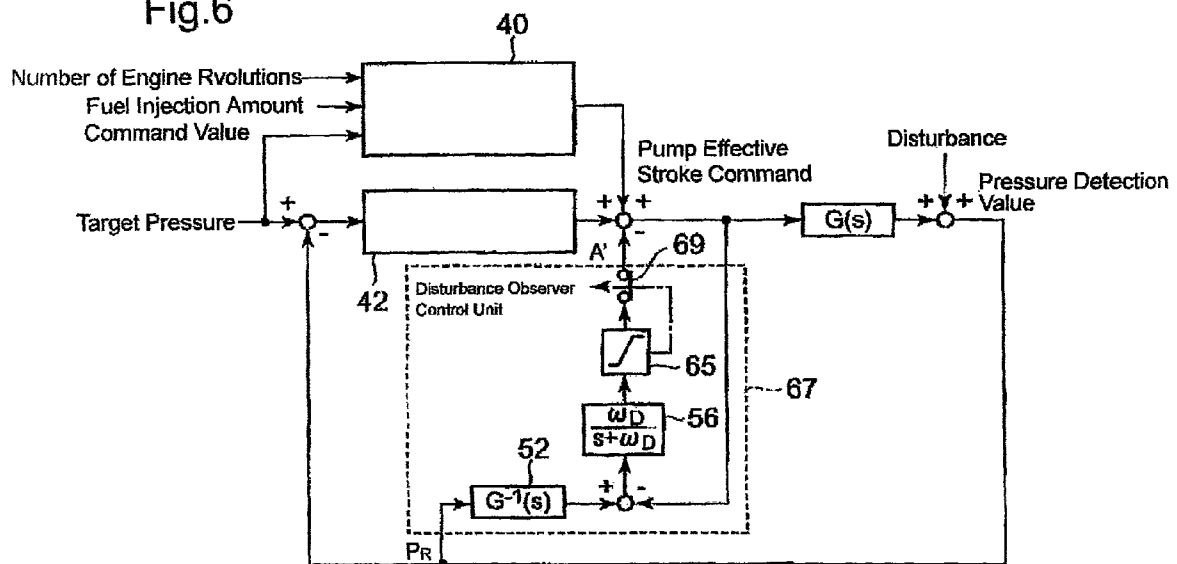 Fig.6
40
Number of Engine Rvolutions
Fuel Injection Amount
Command Value
Disturbance
Pump Effective
Stroke Command
Pressure Detection
Value
+ + + + +
Target Pressure
G(s)
- -
A'
69
42
Disturbance Observer
Control Unit
65
67
ωD
s+ωD
56
52
+ -
G-1(s)
PR